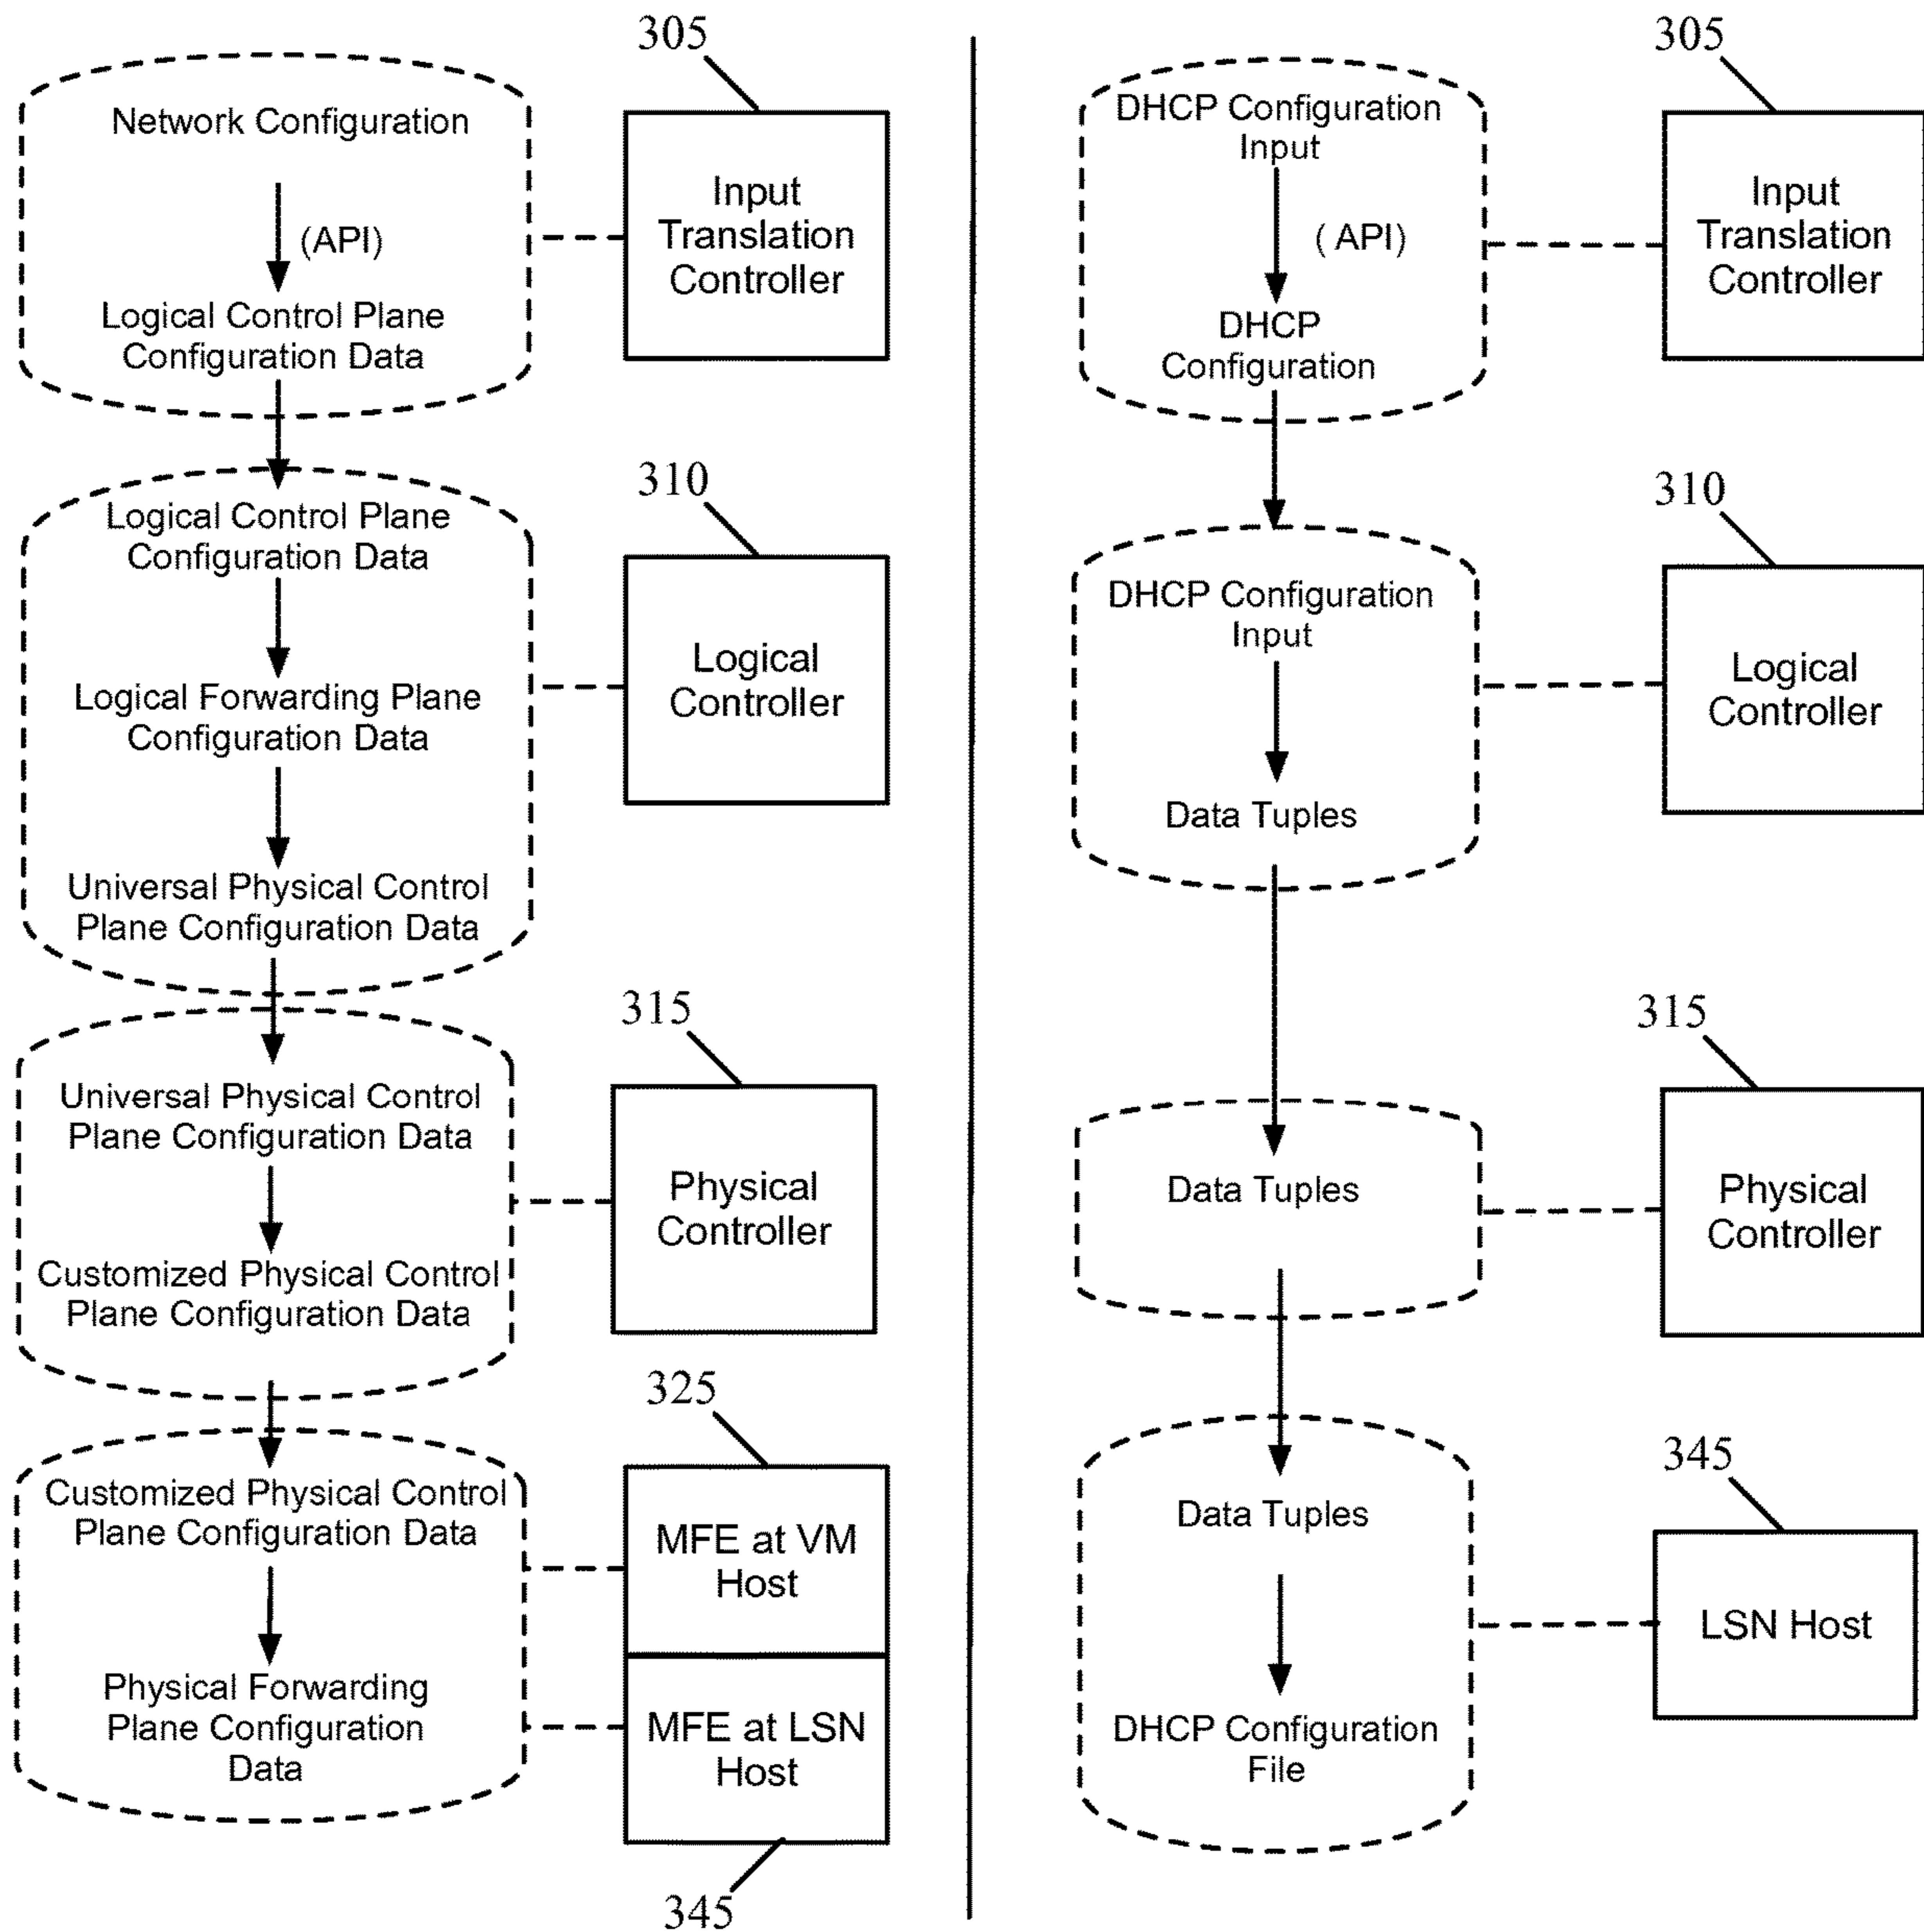 305
Network Configuration
(API)
Logical Control Plane
Configuration Data
Input
Translation
Controller
310
Logical Control Plane
Configuration Data
Logical Forwarding Plane
Configuration Data
Universal Physical Control
Plane Configuration Data
Logical
Controller
315
Universal Physical Control
Plane Configuration Data
Customized Physical Control
Plane Configuration Data
Physical
Controller
325
Customized Physical Control
Plane Configuration Data
Physical Forwarding
Plane Configuration
Data
MFE at VM
Host
MFE at LSN
Host
345
305
DHCP Configuration
Input
( API)
DHCP
Configuration
Input
Translation
Controller
310
DHCP Configuration
Input
Data Tuples
Logical
Controller
315
Data Tuples
Physical
Controller
345
Data Tuples
DHCP Configuration
File
LSN Host